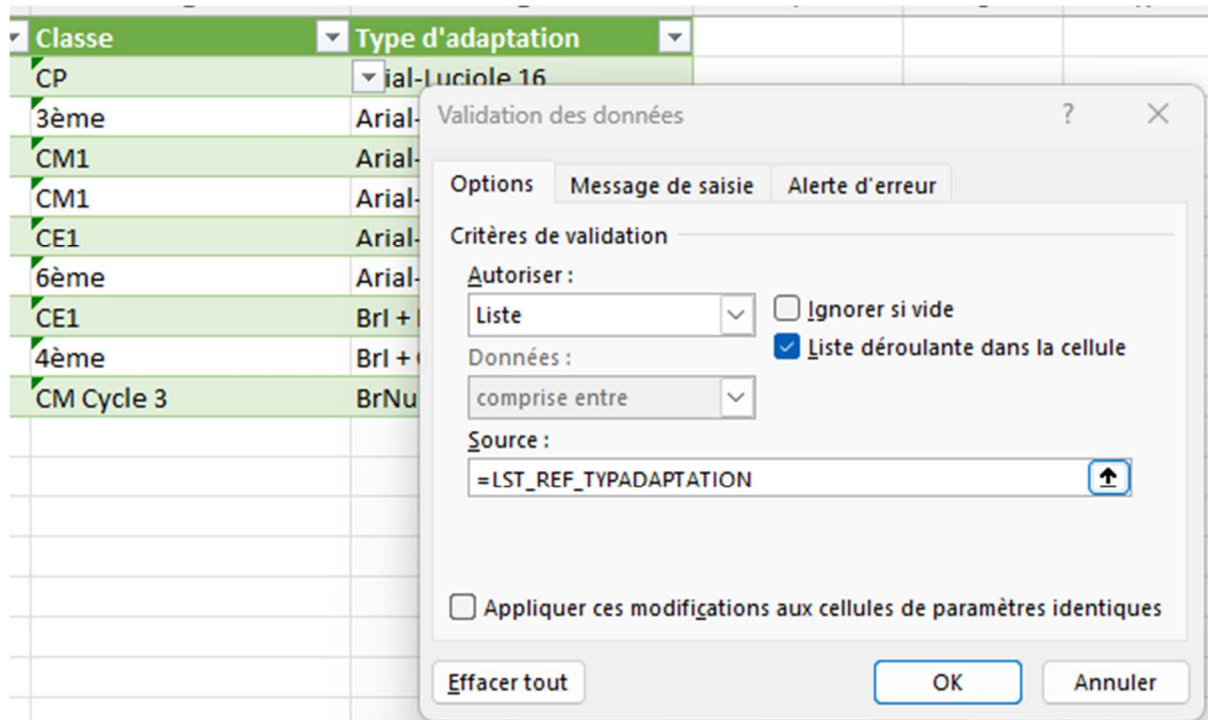 Classe Type d'adaptation
CP ial-Luciole 16
Validation des données ? ×
3ème Arial-
CM1 Arial-
Options Message de saisie Alerte d'erreur
CM1 Arial-
Critères de validation
CE1 Arial-
Autoriser :
6ème Arial-
Liste Ignorer si vide
CE1 Brl +
Liste déroulante dans la cellule
4ème Brl +
Données :
CM Cycle 3 BrNu
comprise entre
Source :
=LST_REF_TYPADAPTATION
Appliquer ces modifications aux cellules de paramètres identiques
Effacer tout OK Annuler